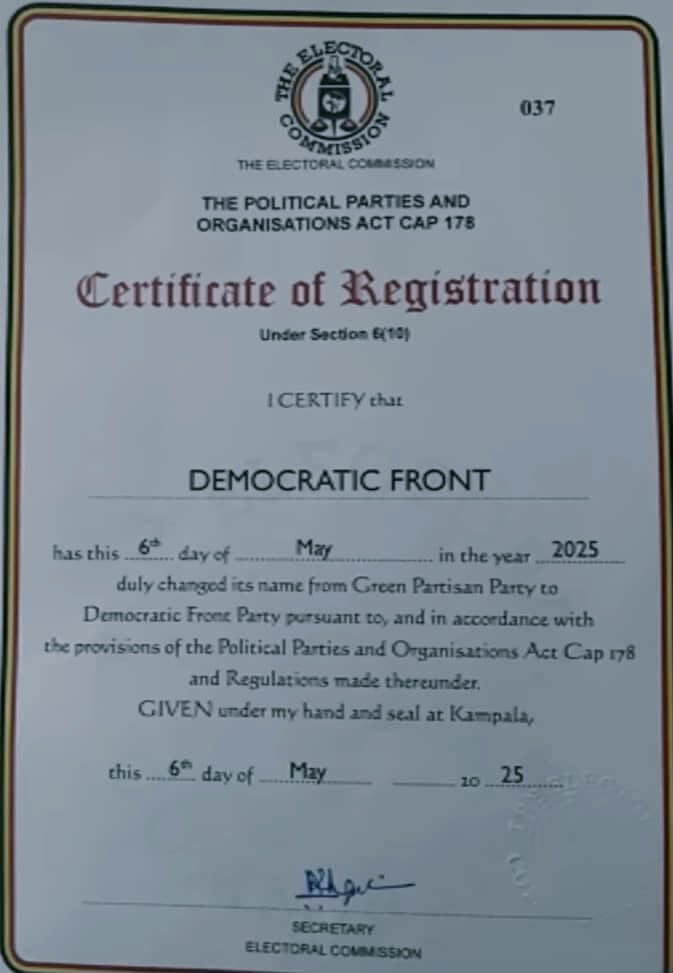 THE ELECTORAL COMMISSION
037
THE ELECTORAL COMMISSION
THE POLITICAL PARTIES AND
ORGANISATIONS ACT CAP 178
Certificate of Registration
Under Section 6(10)
I CERTIFY that
DEMOCRATIC FRONT
has this 6th day of May in the year 2025
duly changed its name from Green Partisan Party to
Democratic Front Party pursuant to, and in accordance with
the provisions of the Political Parties and Organisations Act Cap 178
and Regulations made thereunder.
GIVEN under my hand and seal at Kampala,
this 6th day of May 20 25
SECRETARY
ELECTORAL COMMISSION